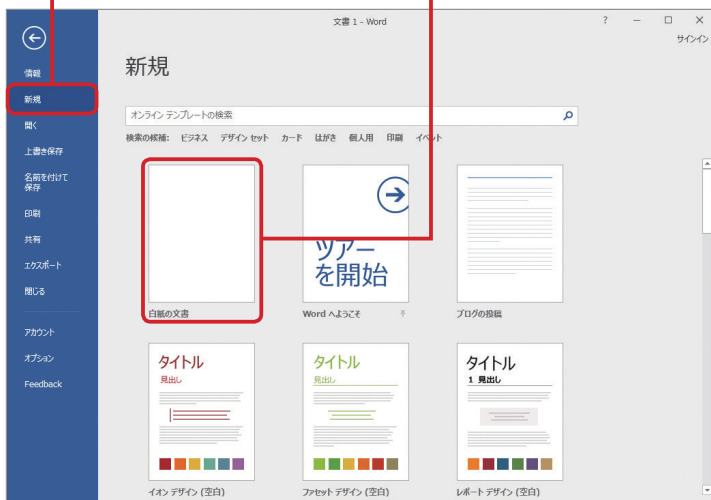 文書 1 - Word
?
サインイン
情報
新規
開く
上書き保存
名前を付けて
保存
印刷
共有
エクスポート
閉じる
アカウント
オプション
Feedback
新規
オンライン テンプレートの検索
検索の候補: ビジネス デザイン セット カード はがき 個人用 印刷 イベント
ツアー
を開始
白紙の文書
Word へようこそ
ブログの投稿
タイトル
見出し
タイトル
見出し
タイトル
1 見出し
イオン デザイン (空白)
ファセット デザイン (空白)
レポート デザイン (空白)